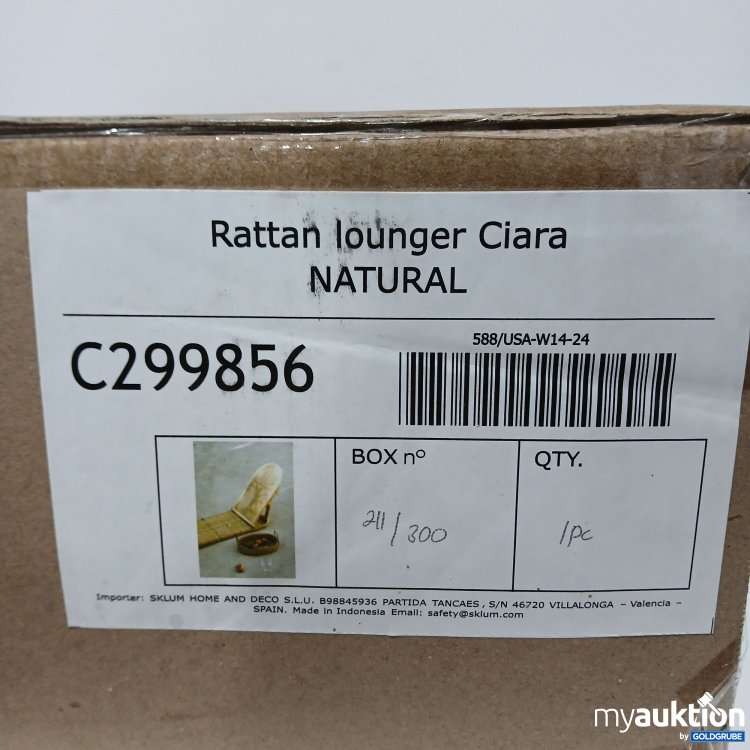 Rattan lounger Ciara
NATURAL
C299856
588/USA-W14-24
BOX nº
211/300
QTY.
1pc
Importer: SKLUM HOME AND DECO S.L.U. B98845936 PARTIDA TANCAES , S/N 46720 VILLALONGA – Valencia –
SPAIN. Made in Indonesia Email: safety@sklum.com
myauktion
by GOLDGRUBE